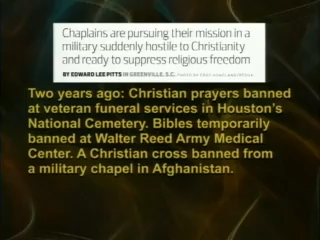 Chaplains are pursuing their mission in a
military suddenly hostile to Christianity
and ready to suppress religious freedom
BY EDWARD LEE PITTS IN GREENVILLE, S.C.
Two years ago: Christian prayers banned
at veteran funeral services in Houston's
National Cemetery. Bibles temporarily
banned at Walter Reed Army Medical
Center. A Christian cross banned from
a military chapel in Afghanistan.